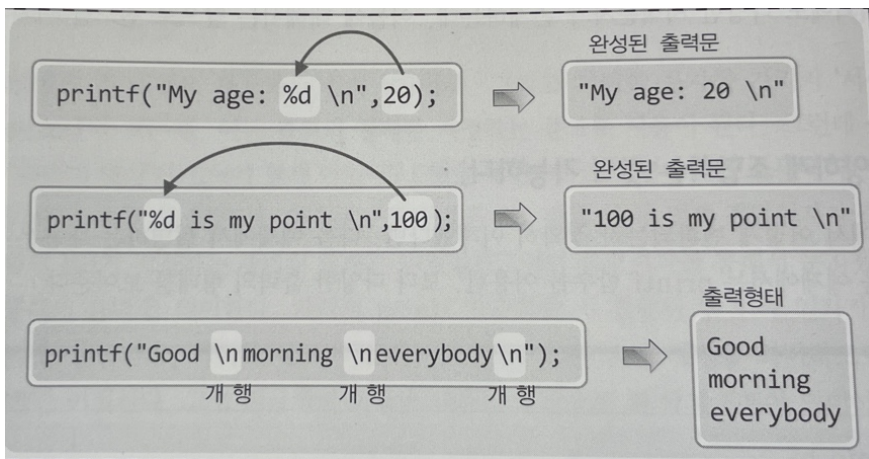 완성된 출력문
printf("My age: %d \n",20);
"My age: 20 \n"
완성된 출력문
printf("%d is my point \n",100);
"100 is my point \n"
출력형태
printf("Good \nmorning \neverybody\n");
개 행 개 행 개 행
Good
morning
everybody